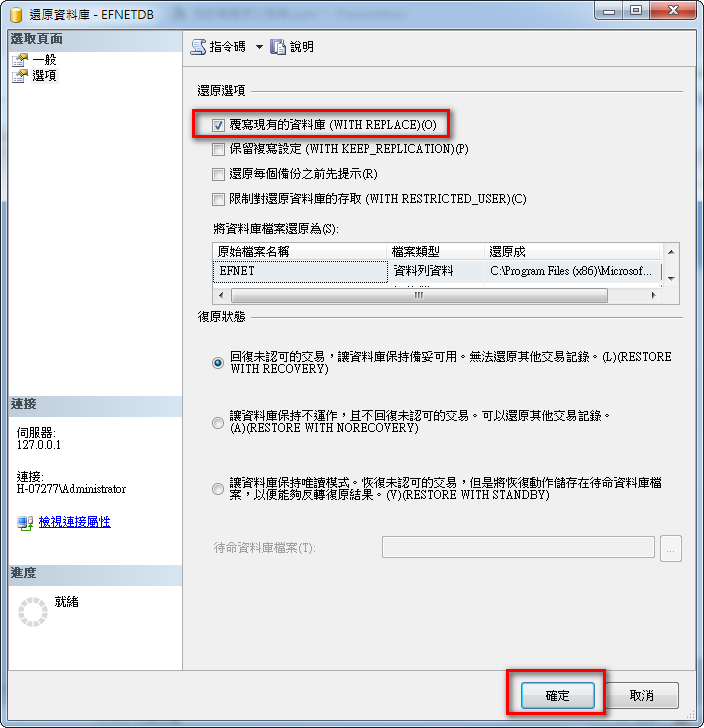 還原資料庫 - EFNETDB
選取頁面
一般
選項
指令碼 說明
還原選項
覆寫現有的資料庫 (WITH REPLACE)(O)
保留複寫設定 (WITH KEEP_REPLICATION)(P)
還原每個備份之前先提示(R)
限制對還原資料庫的存取 (WITH RESTRICTED_USER)(C)
將資料庫檔案還原為(S):
原始檔案名稱 檔案類型 還原成
EFNET 資料列資料 C:\Program Files (x86)\Microsof...
復原狀態
回復未認可的交易，讓資料庫保持備妥可用。無法還原其他交易記錄。(L)(RESTORE
WITH RECOVERY)
讓資料庫保持不運作，且不回復未認可的交易。可以還原其他交易記錄。
(A)(RESTORE WITH NORECOVERY)
讓資料庫保持唯讀模式。恢復未認可的交易，但是將恢復動作儲存在待命資料庫檔
案，以便能夠反轉復原結果。(V)(RESTORE WITH STANDBY)
待命資料庫檔案(T):
...
連接
伺服器:
127.0.0.1
連接:
H-07277\Administrator
檢視連接屬性
進度
就緒
確定 取消